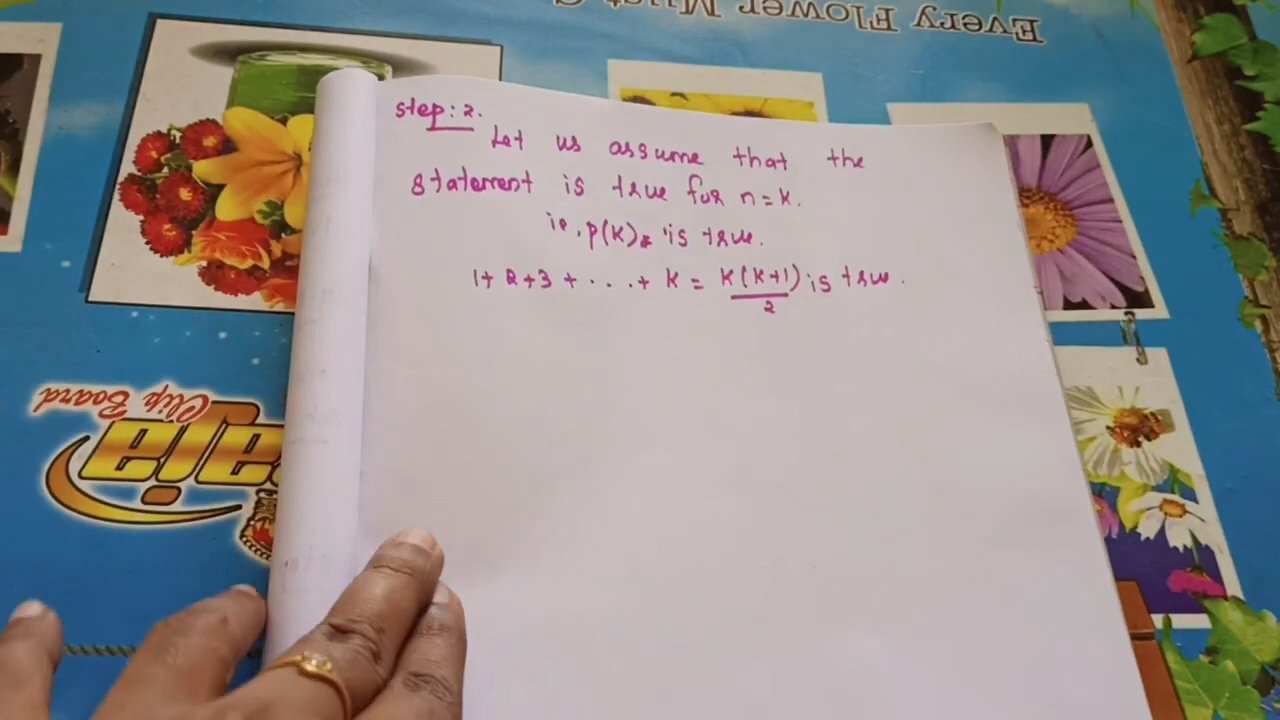 Every Flower Must G
step: 2.
Let us assume that the
statement is true for n=k.
ie, p(k) is true.
1+2+3+....+ k = k(k+1)/2 is true.
Clip Board
aja